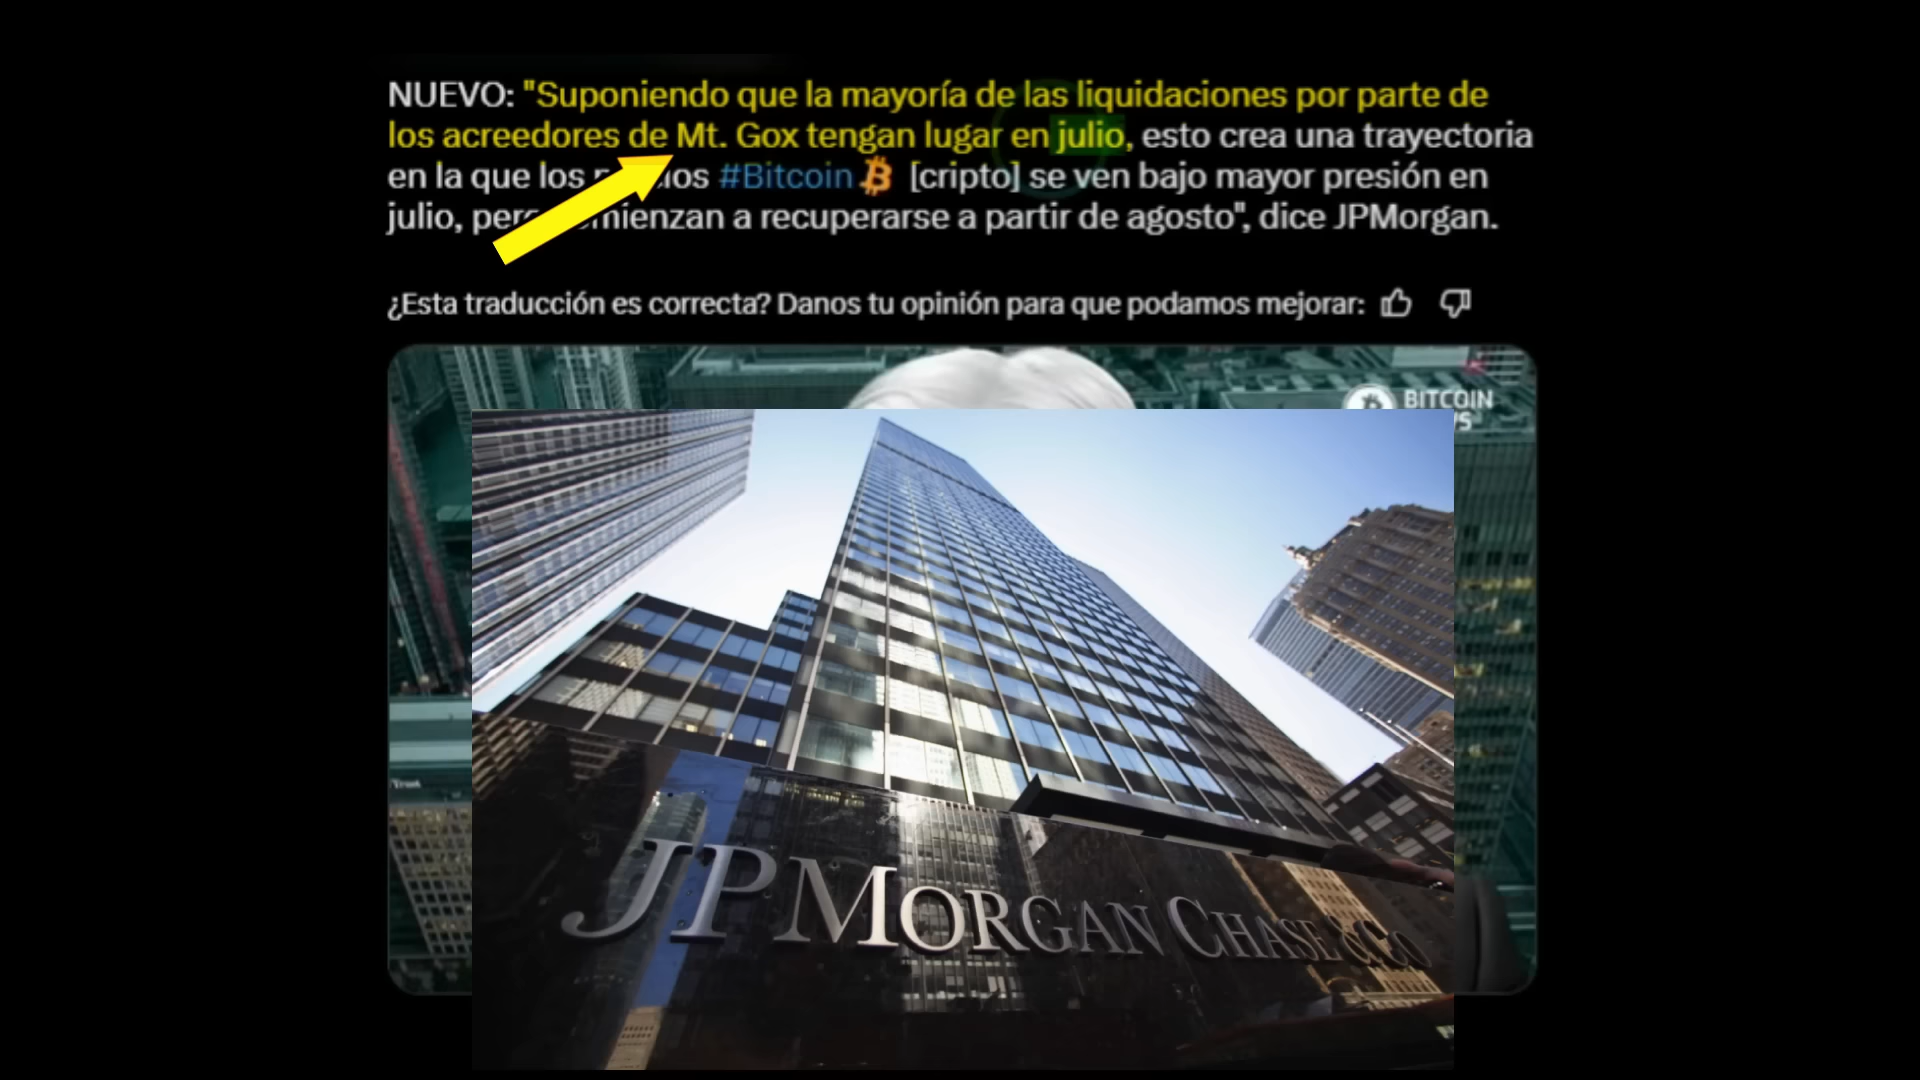 NUEVO: "Suponiendo que la mayoría de las liquidaciones por parte de
los acreedores de Mt. Gox tengan lugar en julio, esto crea una trayectoria
en la que los #Bitcoin [cripto] se ven bajo mayor presión en
julio, a recuperarse a partir de agosto", dice JPMorgan.
¿Esta traducción es correcta? Danos tu opinión para que podamos mejorar:
BITCOIN
Trust
JPMORGAN CHASE & CO